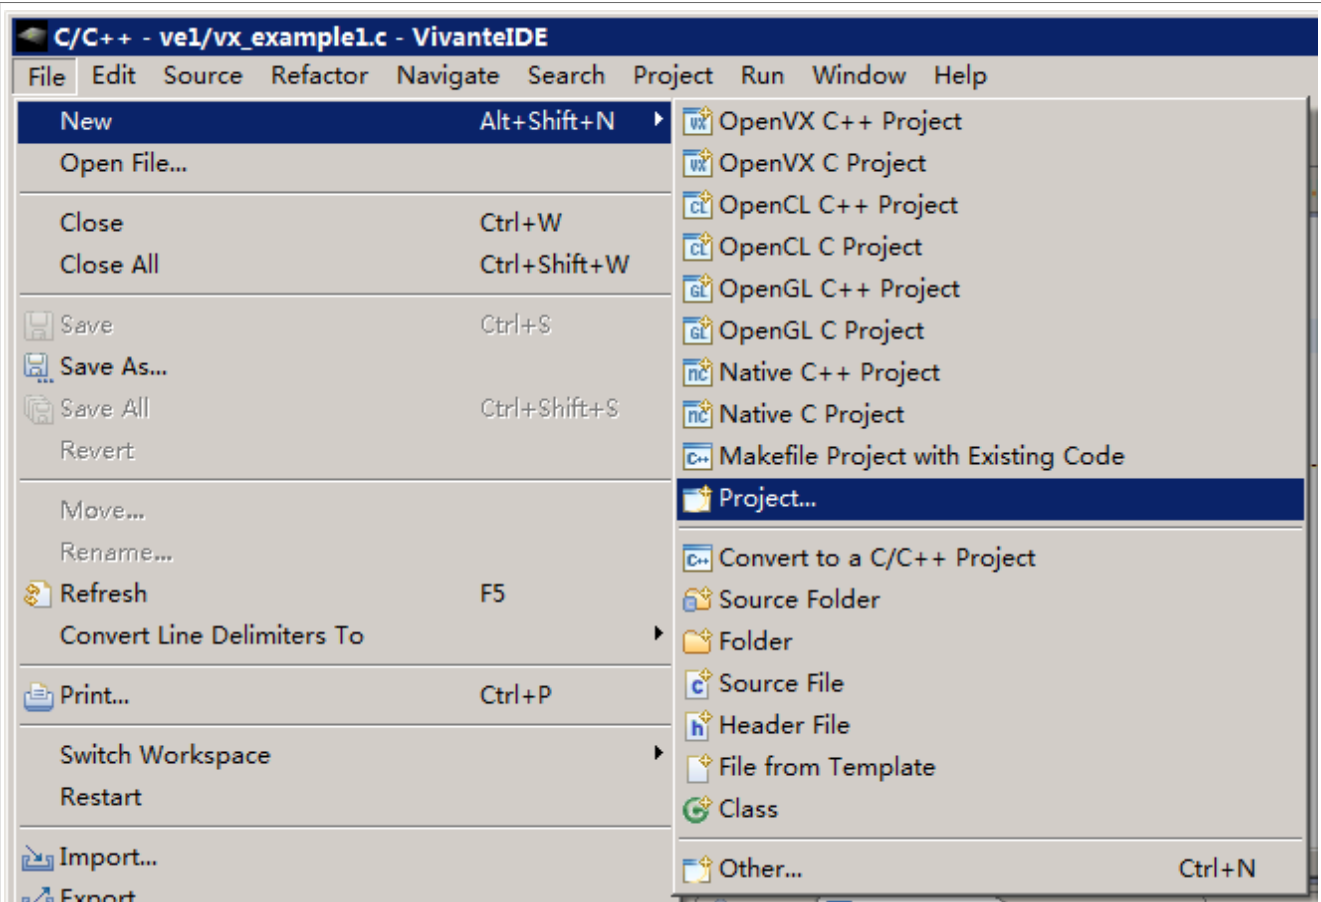 C/C++ - ve1/vx_example1.c - VivanteIDE
File Edit Source Refactor Navigate Search Project Run Window Help
New Alt+Shift+N
Open File...
Close Ctrl+W
Close All Ctrl+Shift+W
Save Ctrl+S
Save As...
Save All Ctrl+Shift+S
Revert
Move...
Rename...
Refresh F5
Convert Line Delimiters To
Print... Ctrl+P
Switch Workspace
Restart
Import...
Export
OpenVX C++ Project
OpenVX C Project
OpenCL C++ Project
OpenCL C Project
OpenGL C++ Project
OpenGL C Project
Native C++ Project
Native C Project
Makefile Project with Existing Code
Project...
Convert to a C/C++ Project
Source Folder
Folder
Source File
Header File
File from Template
Class
Other... Ctrl+N